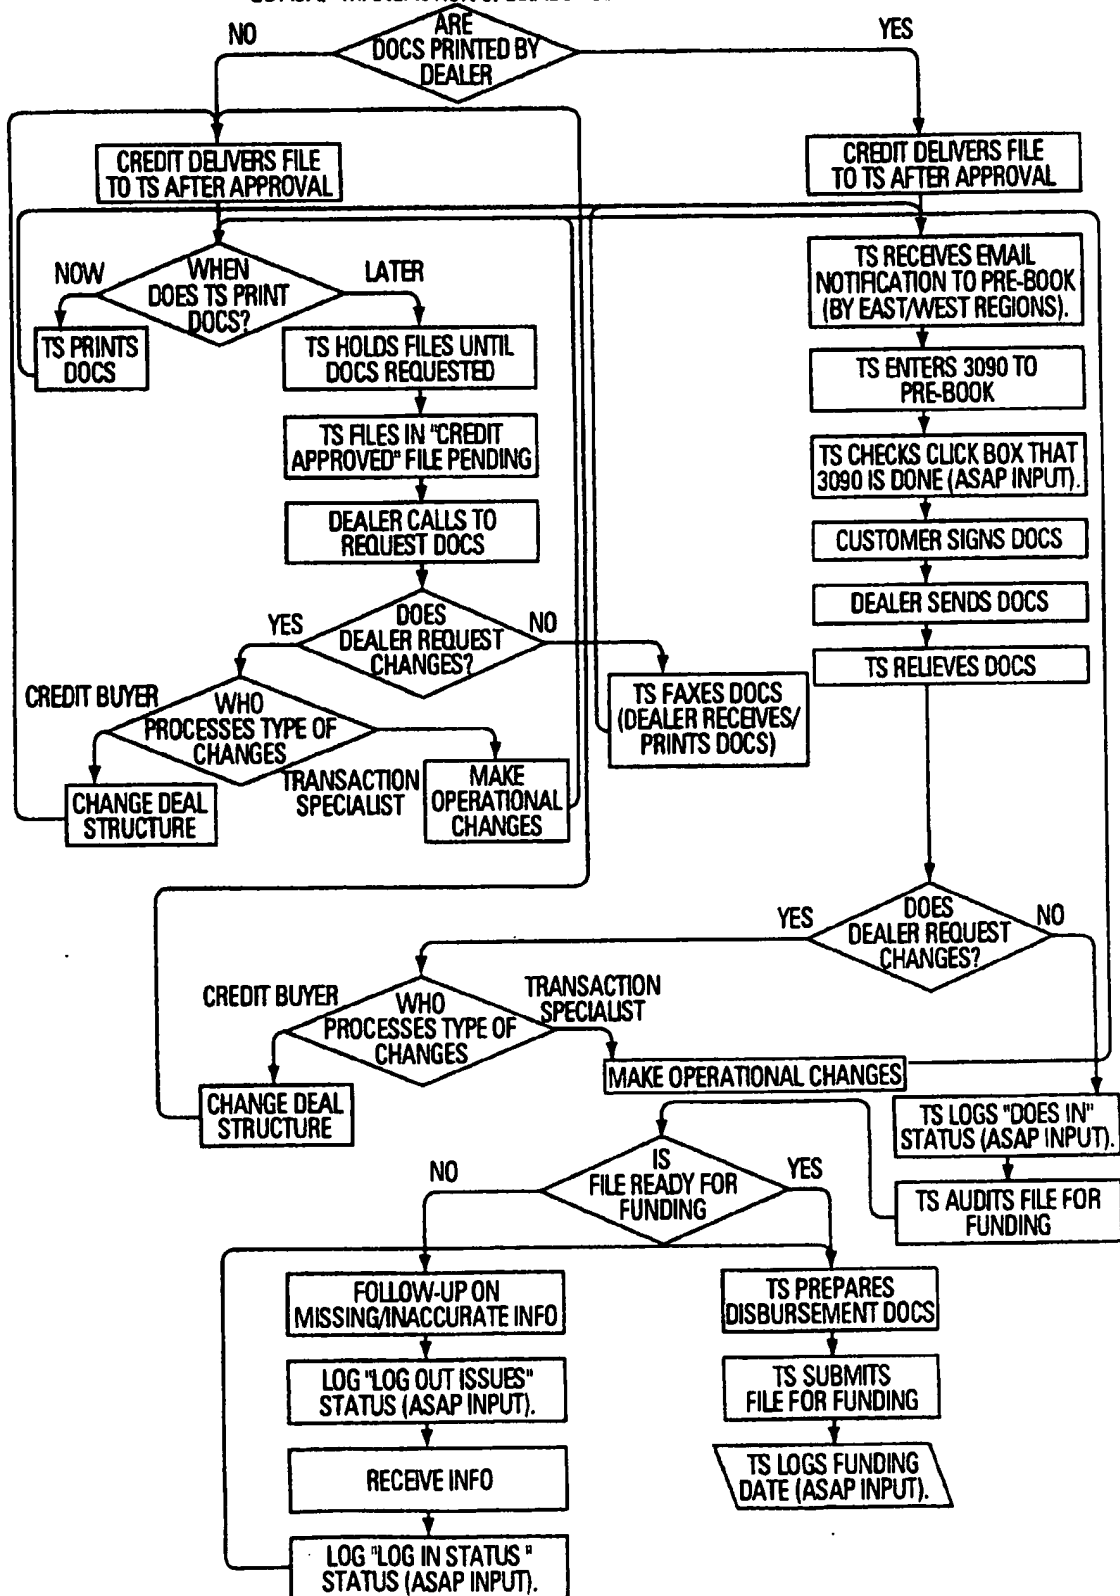 ARE
DOCS PRINTED BY
DEALER
NO
YES
CREDIT DELIVERS FILE
TO TS AFTER APPROVAL
CREDIT DELIVERS FILE
TO TS AFTER APPROVAL
WHEN
DOES TS PRINT
DOCS?
NOW
LATER
TS PRINTS
DOCS
TS HOLDS FILES UNTIL
DOCS REQUESTED
TS FILES IN "CREDIT
APPROVED" FILE PENDING
DEALER CALLS TO
REQUEST DOCS
DOES
DEALER REQUEST
CHANGES?
YES
NO
CREDIT BUYER
WHO
PROCESSES TYPE OF
CHANGES
TRANSACTION
SPECIALIST
CHANGE DEAL
STRUCTURE
MAKE
OPERATIONAL
CHANGES
TS FAXES DOCS
(DEALER RECEIVES/
PRINTS DOCS)
TS RECEIVES EMAIL
NOTIFICATION TO PRE-BOOK
(BY EAST/WEST REGIONS).
TS ENTERS 3090 TO
PRE-BOOK
TS CHECKS CLICK BOX THAT
3090 IS DONE (ASAP INPUT).
CUSTOMER SIGNS DOCS
DEALER SENDS DOCS
TS RELIEVES DOCS
DOES
DEALER REQUEST
CHANGES?
YES
NO
CREDIT BUYER
WHO
PROCESSES TYPE OF
CHANGES
TRANSACTION
SPECIALIST
MAKE OPERATIONAL CHANGES
CHANGE DEAL
STRUCTURE
TS LOGS "DOES IN"
STATUS (ASAP INPUT).
TS AUDITS FILE FOR
FUNDING
IS
FILE READY FOR
FUNDING
NO
YES
FOLLOW-UP ON
MISSING/INACCURATE INFO
LOG "LOG OUT ISSUES"
STATUS (ASAP INPUT).
RECEIVE INFO
LOG "LOG IN STATUS "
STATUS (ASAP INPUT).
TS PREPARES
DISBURSEMENT DOCS
TS SUBMITS
FILE FOR FUNDING
TS LOGS FUNDING
DATE (ASAP INPUT).